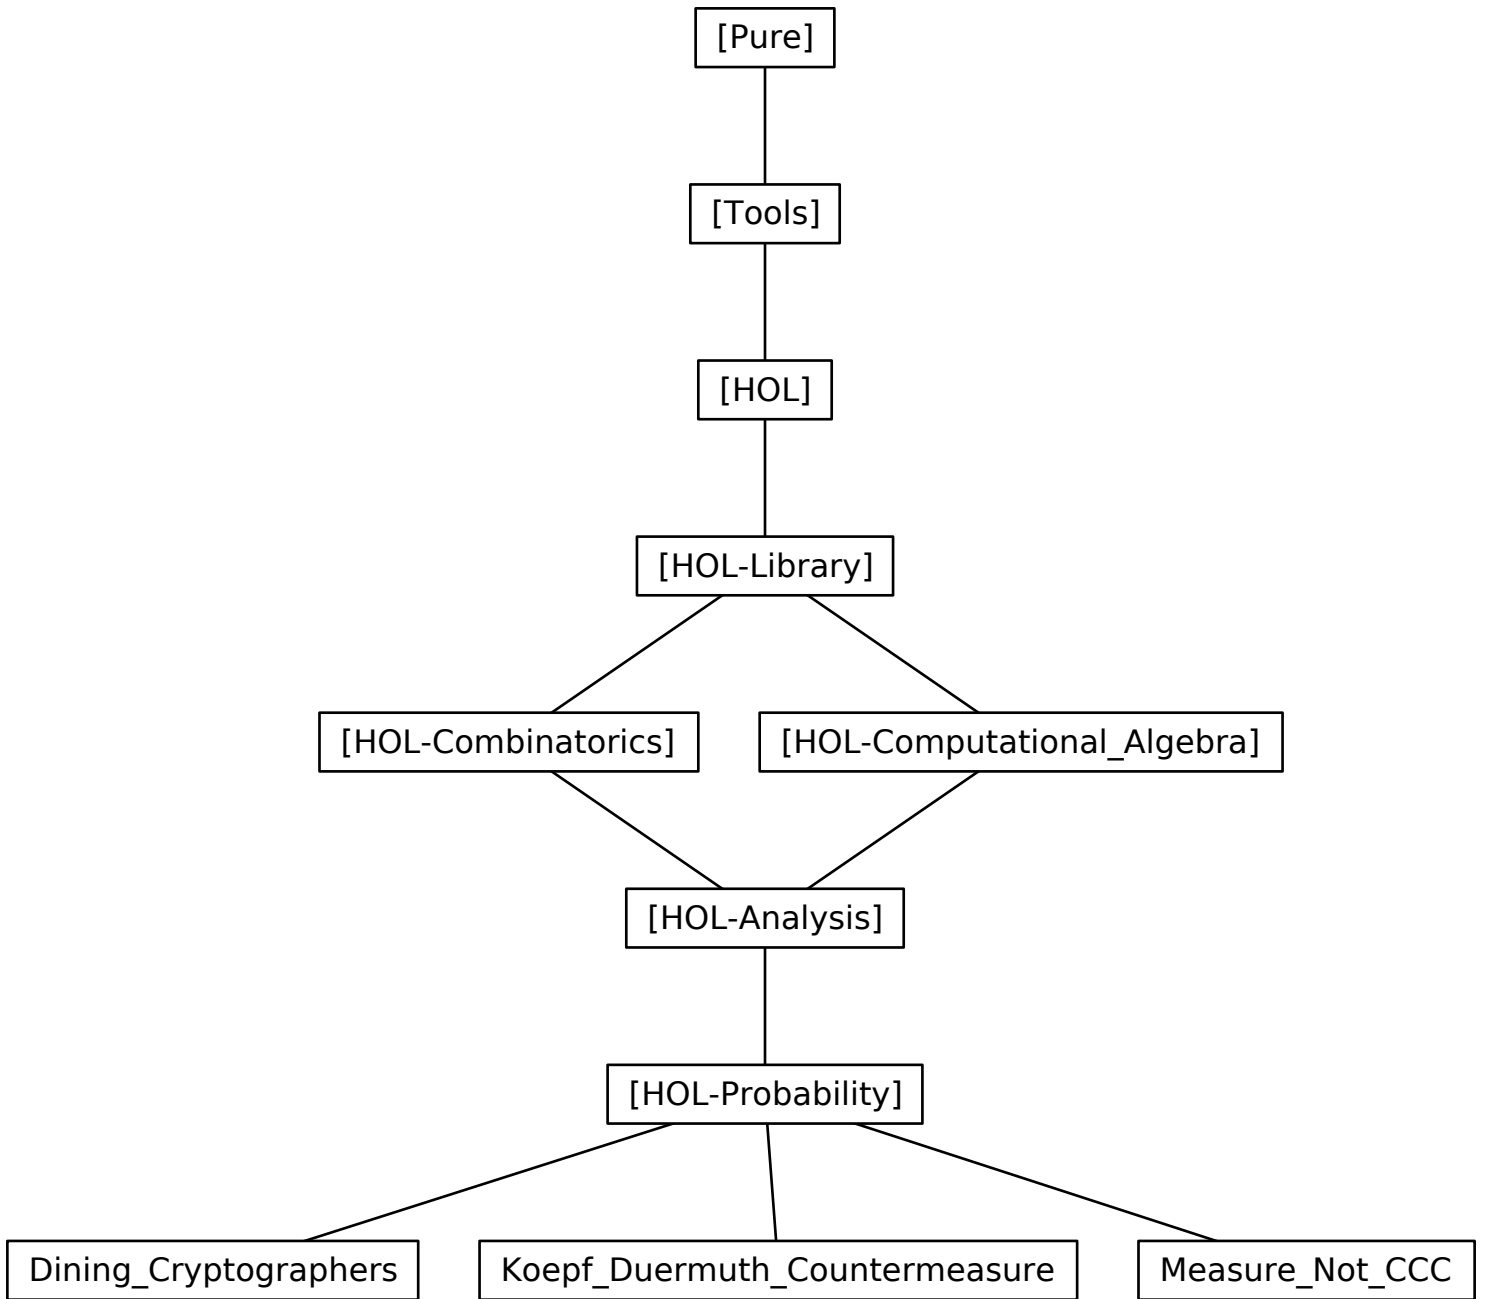 [Pure]
[Tools]
[HOL]
[HOL-Library]
[HOL-Combinatorics]
[HOL-Computational_Algebra]
[HOL-Analysis]
[HOL-Probability]
Dining_Cryptographers
Koepf_Duermuth_Countermeasure
Measure_Not_CCC